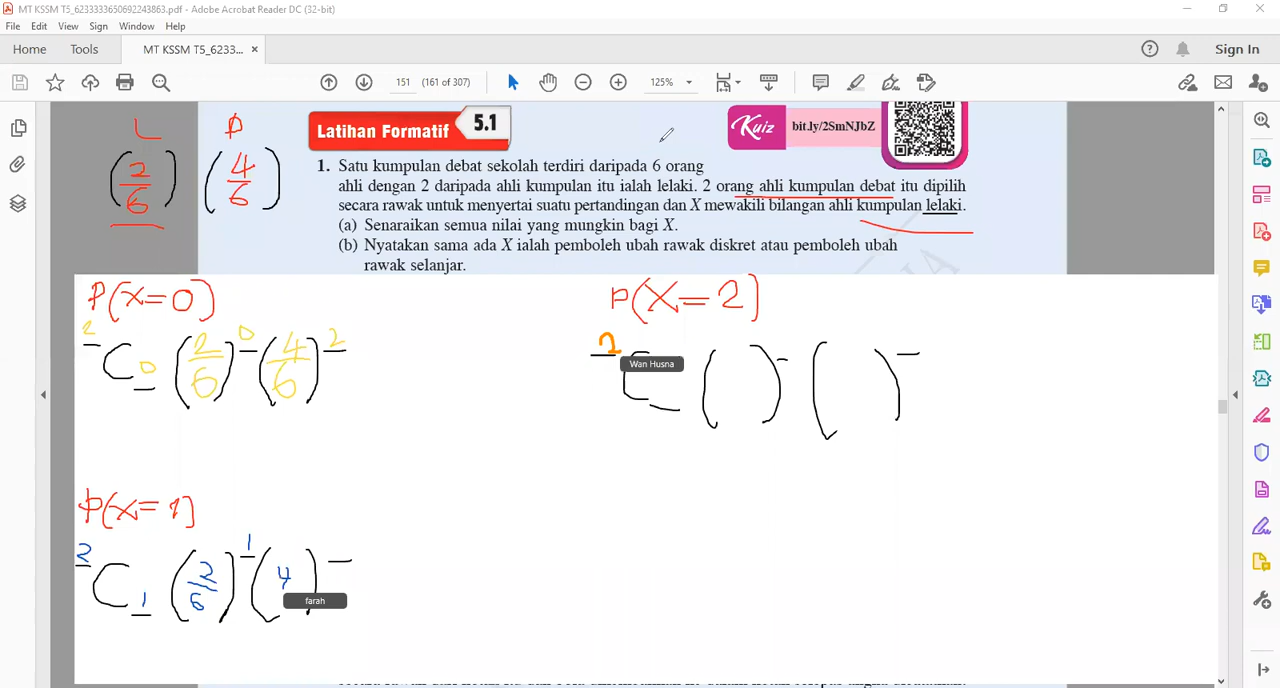 MT KSSM T5_6233333650692243863.pdf - Adobe Acrobat Reader DC (32-bit)
File Edit View Sign Window Help
Home Tools MT KSSM T5_6233... × Sign In
151 (161 of 307) 125%
L P
(2/6) (4/6)
Latihan Formatif 5.1
Kuiz bit.ly/2SmNJbZ
1. Satu kumpulan debat sekolah terdiri daripada 6 orang
ahli dengan 2 daripada ahli kumpulan itu ialah lelaki. 2 orang ahli kumpulan debat itu dipilih
secara rawak untuk menyertai suatu pertandingan dan X mewakili bilangan ahli kumpulan lelaki.
(a) Senaraikan semua nilai yang mungkin bagi X.
(b) Nyatakan sama ada X ialah pemboleh ubah rawak diskret atau pemboleh ubah
rawak selanjar.
P(X=0)
2 C 0 (2/6) 0 (4/6) 2
P(X=2)
2 C ( ) ( )
Wan Husna
P(X=1)
2 C 1 (2/6) 1 (4 )
farah